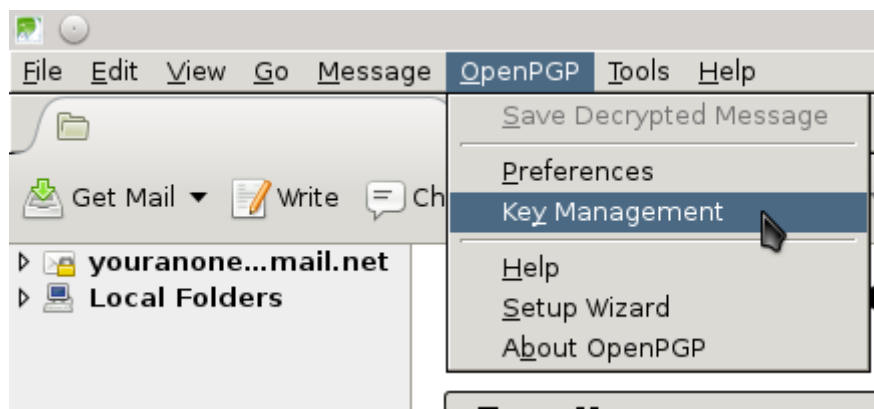 File Edit View Go Message OpenPGP Tools Help
Save Decrypted Message
Preferences
Get Mail Write Ch
Key Management
youranone...mail.net
Help
Local Folders
Setup Wizard
About OpenPGP